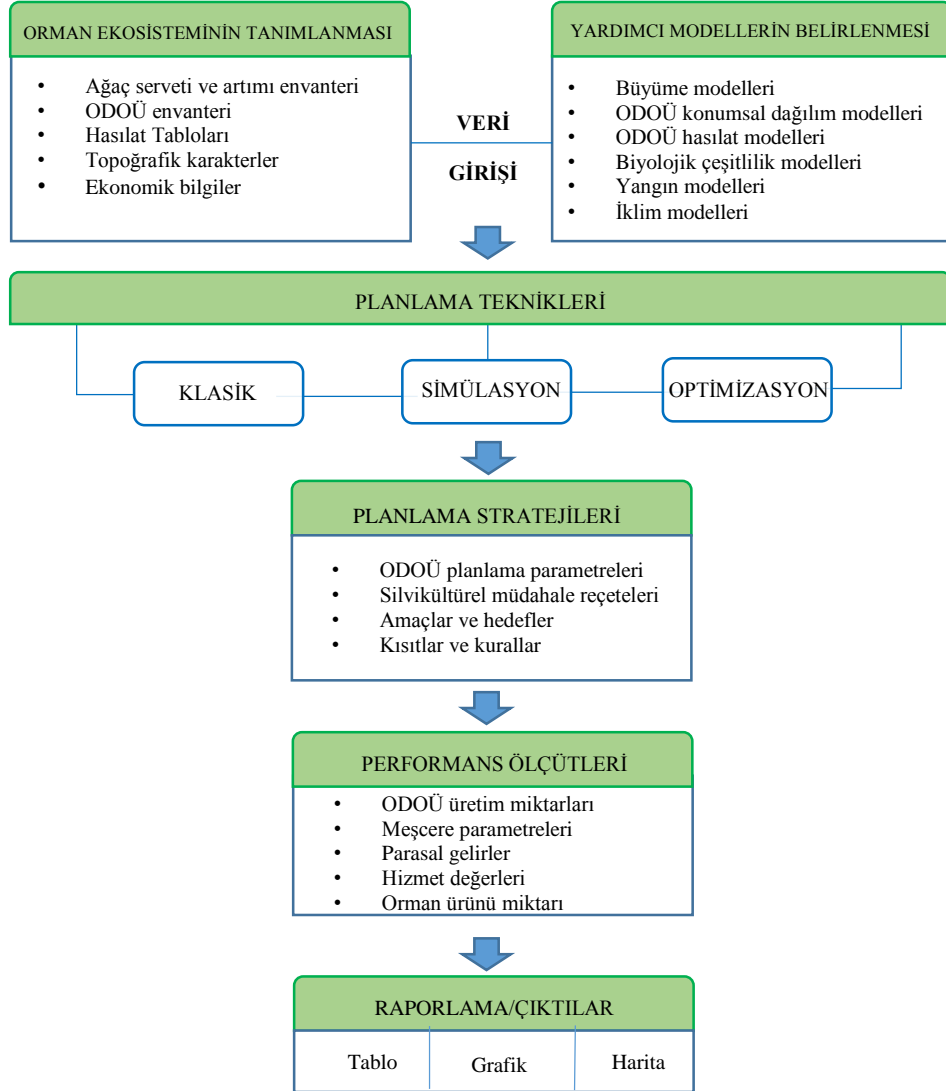 ORMAN EKOSİSTEMİNİN TANIMLANMASI
• Ağaç serveti ve artımı envanteri
• ODOÜ envanteri
• Hasılat Tabloları
• Topoğrafik karakterler
• Ekonomik bilgiler
VERİ
GİRİŞİ
YARDIMCI MODELLERİN BELİRLENMESİ
• Büyüme modelleri
• ODOÜ konumsal dağılım modelleri
• ODOÜ hasılat modelleri
• Biyolojik çeşitlilik modelleri
• Yangın modelleri
• İklim modelleri
PLANLAMA TEKNİKLERİ
KLASİK
SİMÜLASYON
OPTİMİZASYON
PLANLAMA STRATEJİLERİ
• ODOÜ planlama parametreleri
• Silvikültürel müdahale reçeteleri
• Amaçlar ve hedefler
• Kısıtlar ve kurallar
PERFORMANS ÖLÇÜTLERİ
• ODOÜ üretim miktarları
• Meşcere parametreleri
• Parasal gelirler
• Hizmet değerleri
• Orman ürünü miktarı
RAPORLAMA/ÇIKTILAR
Tablo
Grafik
Harita